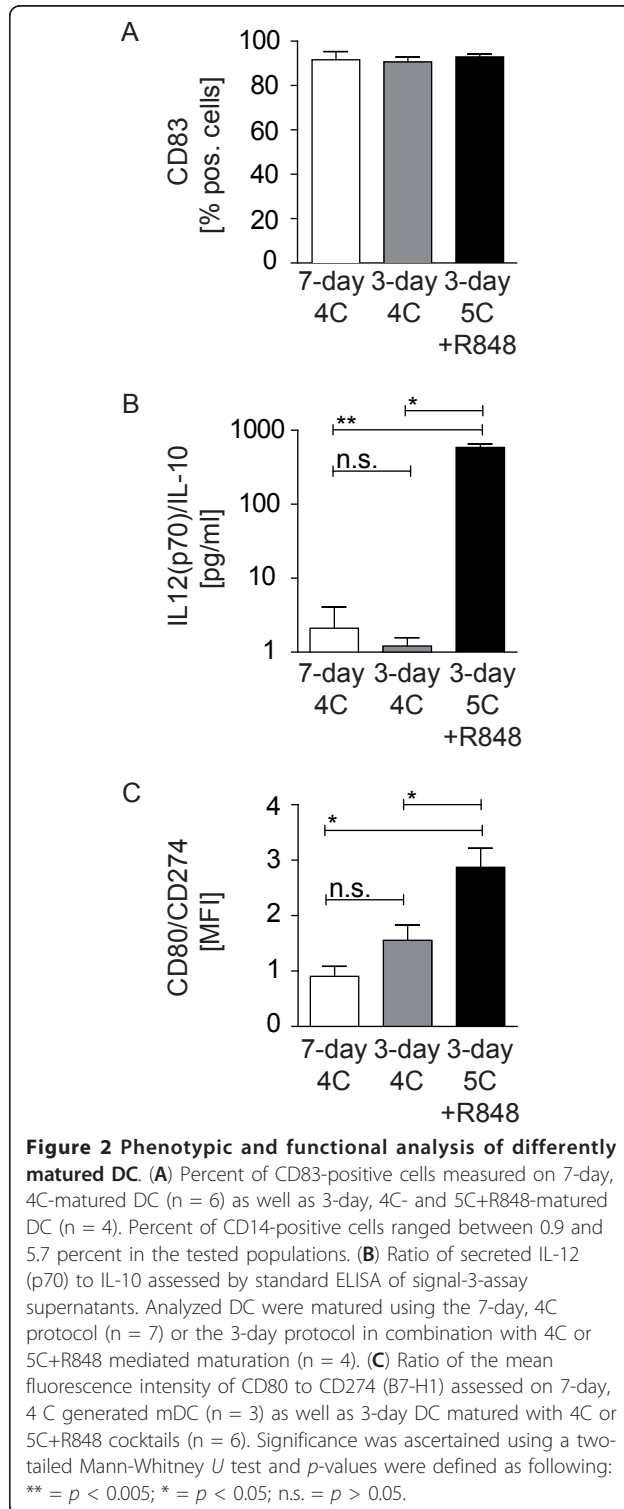 A
CD83
[% pos. cells]
100
80
60
40
20
0
7-day 3-day 3-day
4C 4C 5C
+R848
B
IL12(p70)/IL-10
[pg/ml]
1000
100
10
1
*
**
n.s.
7-day 3-day 3-day
4C 4C 5C
+R848
C
CD80/CD274
[MFI]
4
3
2
1
0
*
*
n.s.
7-day 3-day 3-day
4C 4C 5C
+R848
Figure 2 Phenotypic and functional analysis of differently
matured DC. (A) Percent of CD83-positive cells measured on 7-day,
4C-matured DC (n = 6) as well as 3-day, 4C- and 5C+R848-matured
DC (n = 4). Percent of CD14-positive cells ranged between 0.9 and
5.7 percent in the tested populations. (B) Ratio of secreted IL-12
(p70) to IL-10 assessed by standard ELISA of signal-3-assay
supernatants. Analyzed DC were matured using the 7-day, 4C
protocol (n = 7) or the 3-day protocol in combination with 4C or
5C+R848 mediated maturation (n = 4). (C) Ratio of the mean
fluorescence intensity of CD80 to CD274 (B7-H1) assessed on 7-day,
4 C generated mDC (n = 3) as well as 3-day DC matured with 4C or
5C+R848 cocktails (n = 6). Significance was ascertained using a two-
tailed Mann-Whitney U test and p-values were defined as following:
** = p < 0.005; * = p < 0.05; n.s. = p > 0.05.